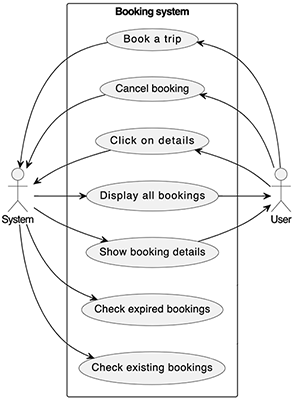 Booking system
Book a trip
Cancel booking
Click on details
Display all bookings
System
User
Show booking details
Check expired bookings
Check existing bookings